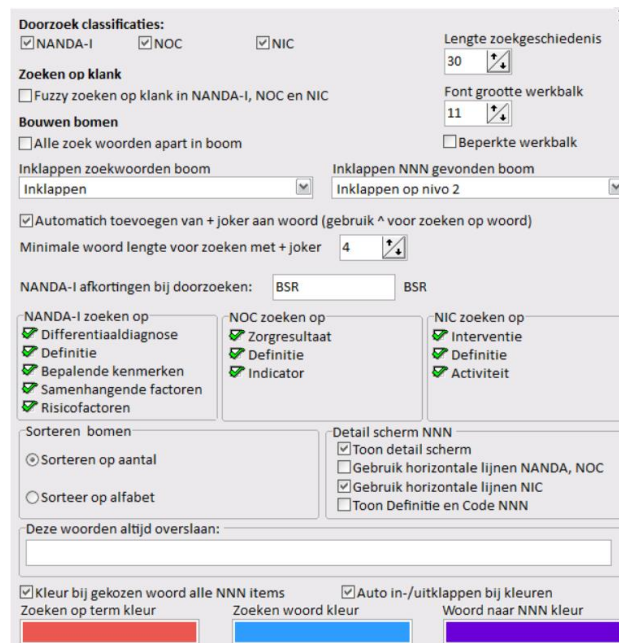 Doorzoek classificaties:
NANDA-I NOC NIC
Lengte zoekgeschiedenis
30
Zoeken op klank
Fuzzy zoeken op klank in NANDA-I, NOC en NIC
Font grootte werkbalk
11
Bouwen bomen
Alle zoek woorden apart in boom
Beperkte werkbalk
Inklappen zoekwoorden boom
Inklappen
Inklappen NNN gevonden boom
Inklappen op nivo 2
Automatich toevoegen van + joker aan woord (gebruik ^ voor zoeken op woord)
Minimale woord lengte voor zoeken met + joker 4
NANDA-I afkortingen bij doorzoeken: BSR BSR
NANDA-I zoeken op
Differentiaaldiagnose
Definitie
Bepalende kenmerken
Samenhangende factoren
Risicofactoren
NOC zoeken op
Zorgresultaat
Definitie
Indicator
NIC zoeken op
Interventie
Definitie
Activiteit
Sorteren bomen
Sorteren op aantal
Sorteer op alfabet
Detail scherm NNN
Toon detail scherm
Gebruik horizontale lijnen NANDA, NOC
Gebruik horizontale lijnen NIC
Toon Definitie en Code NNN
Deze woorden altijd overslaan:
Kleur bij gekozen woord alle NNN items
Auto in-/uitklappen bij kleuren
Zoeken op term kleur
Zoeken woord kleur
Woord naar NNN kleur